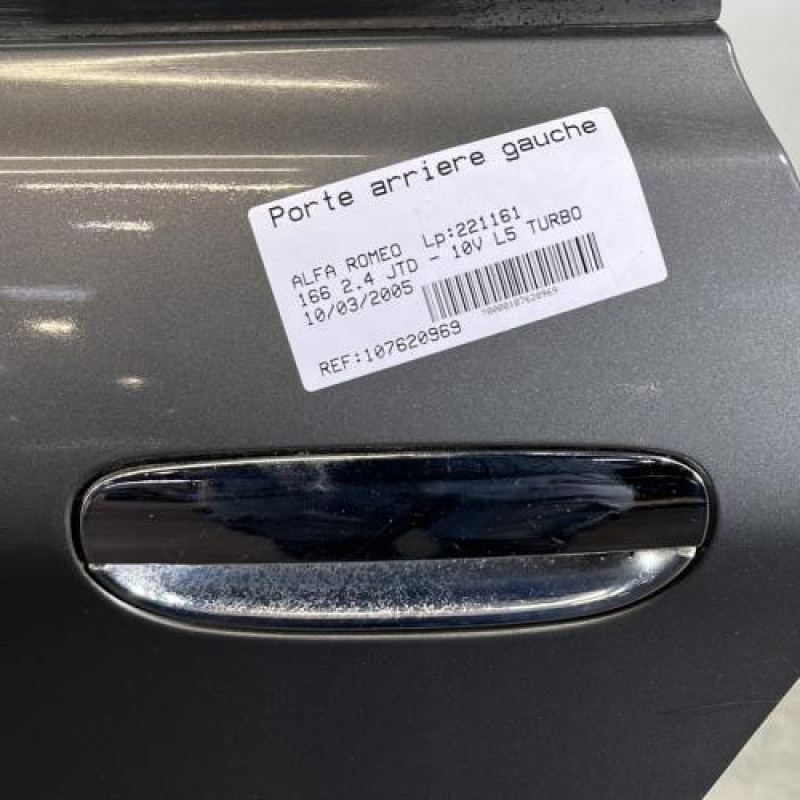 Porte arriere gauche
ALFA ROMEO Lp:221161
166 2.4 JTD - 10V L5 TURBO
10/03/2005
*0000107620969
REF:107620969